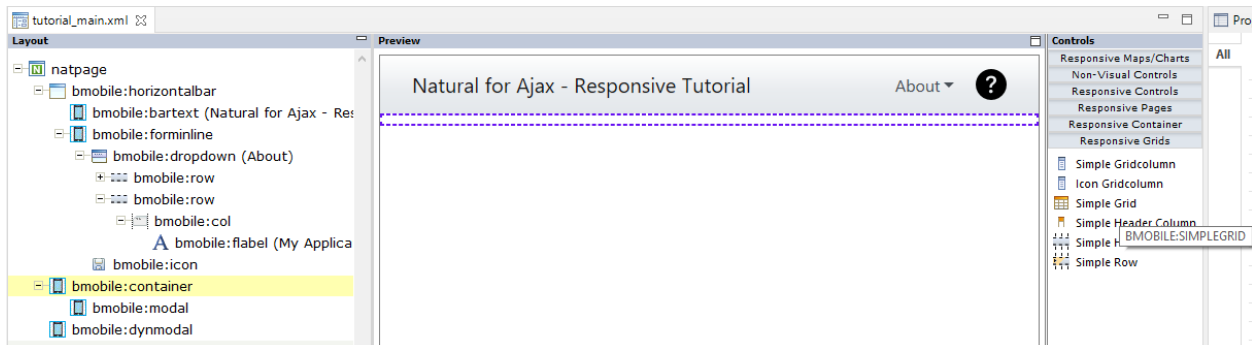 tutorial_main.xml
Pro
Layout
Preview
Controls
All
natpage
bmobile:horizontalbar
bmobile:bartext (Natural for Ajax - Res
bmobile:forminline
bmobile:dropdown (About)
bmobile:row
bmobile:row
bmobile:col
A bmobile:flabel (My Applica
bmobile:icon
bmobile:container
bmobile:modal
bmobile:dynmodal
Natural for Ajax - Responsive Tutorial
About
?
Responsive Maps/Charts
Non-Visual Controls
Responsive Controls
Responsive Pages
Responsive Container
Responsive Grids
Simple Gridcolumn
Icon Gridcolumn
Simple Grid
Simple Header Column
BMOBILE:SIMPLEGRID
Simple H
Simple Row